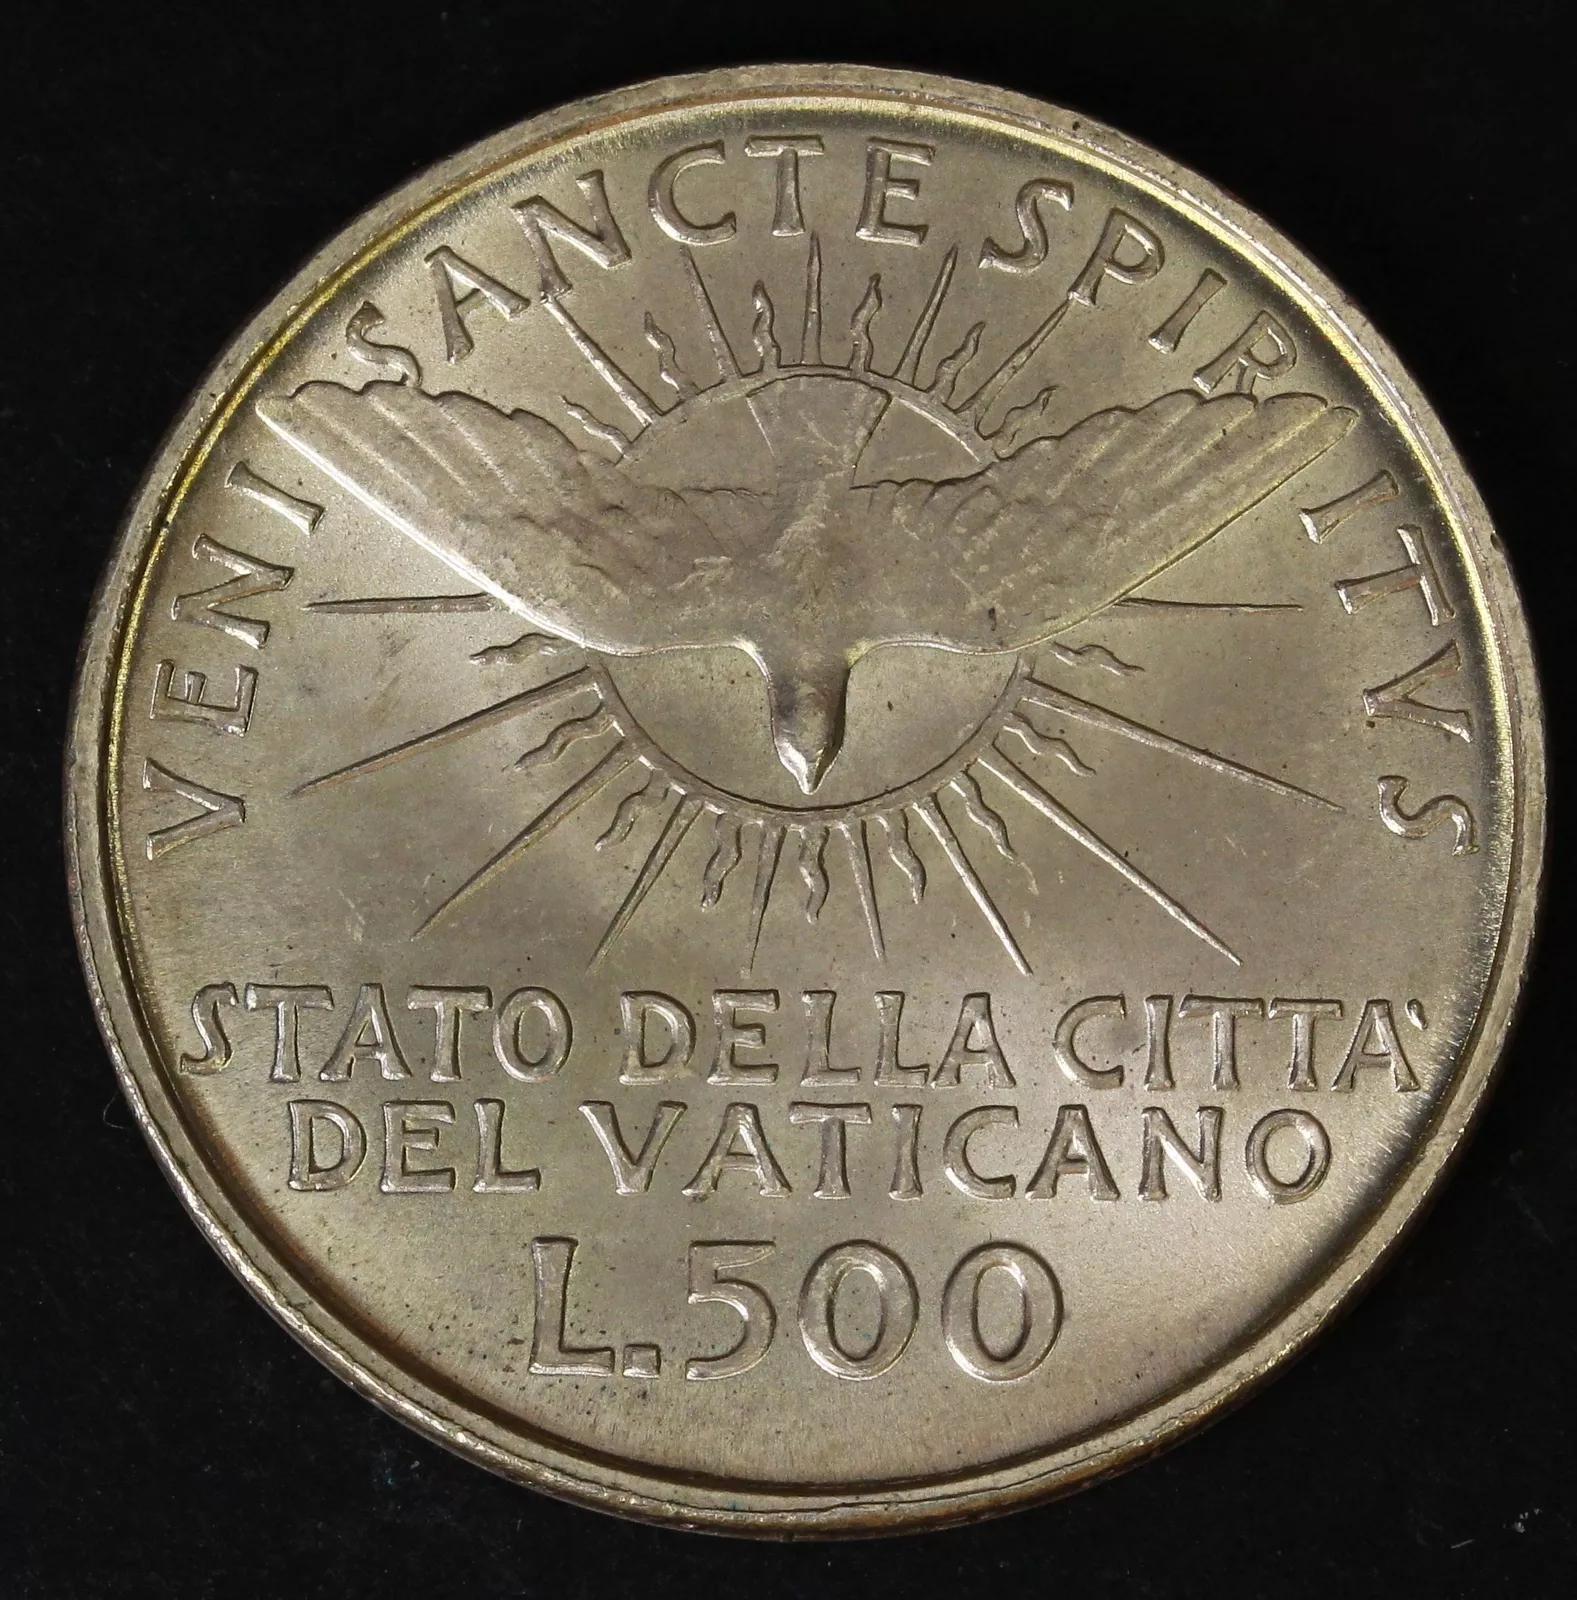 VENI SANCTE SPIRITVS
STATO DELLA CITTA'
DEL VATICANO
L.500